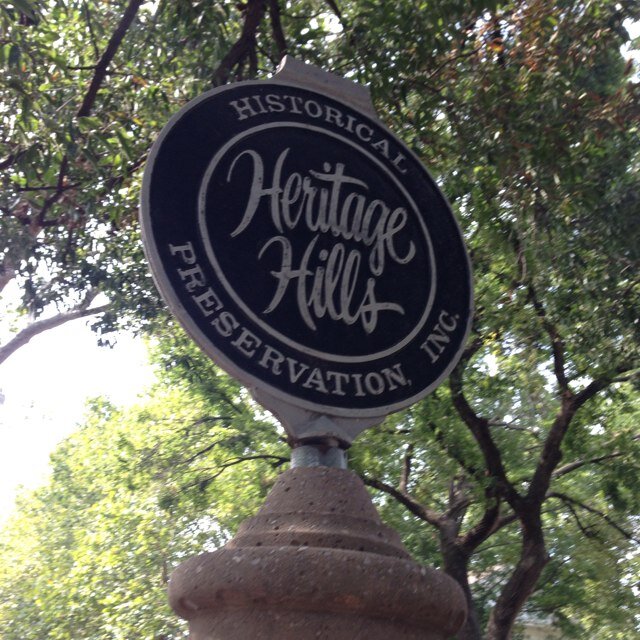 HISTORICAL
Heritage
Hills
PRESERVATION, INC.